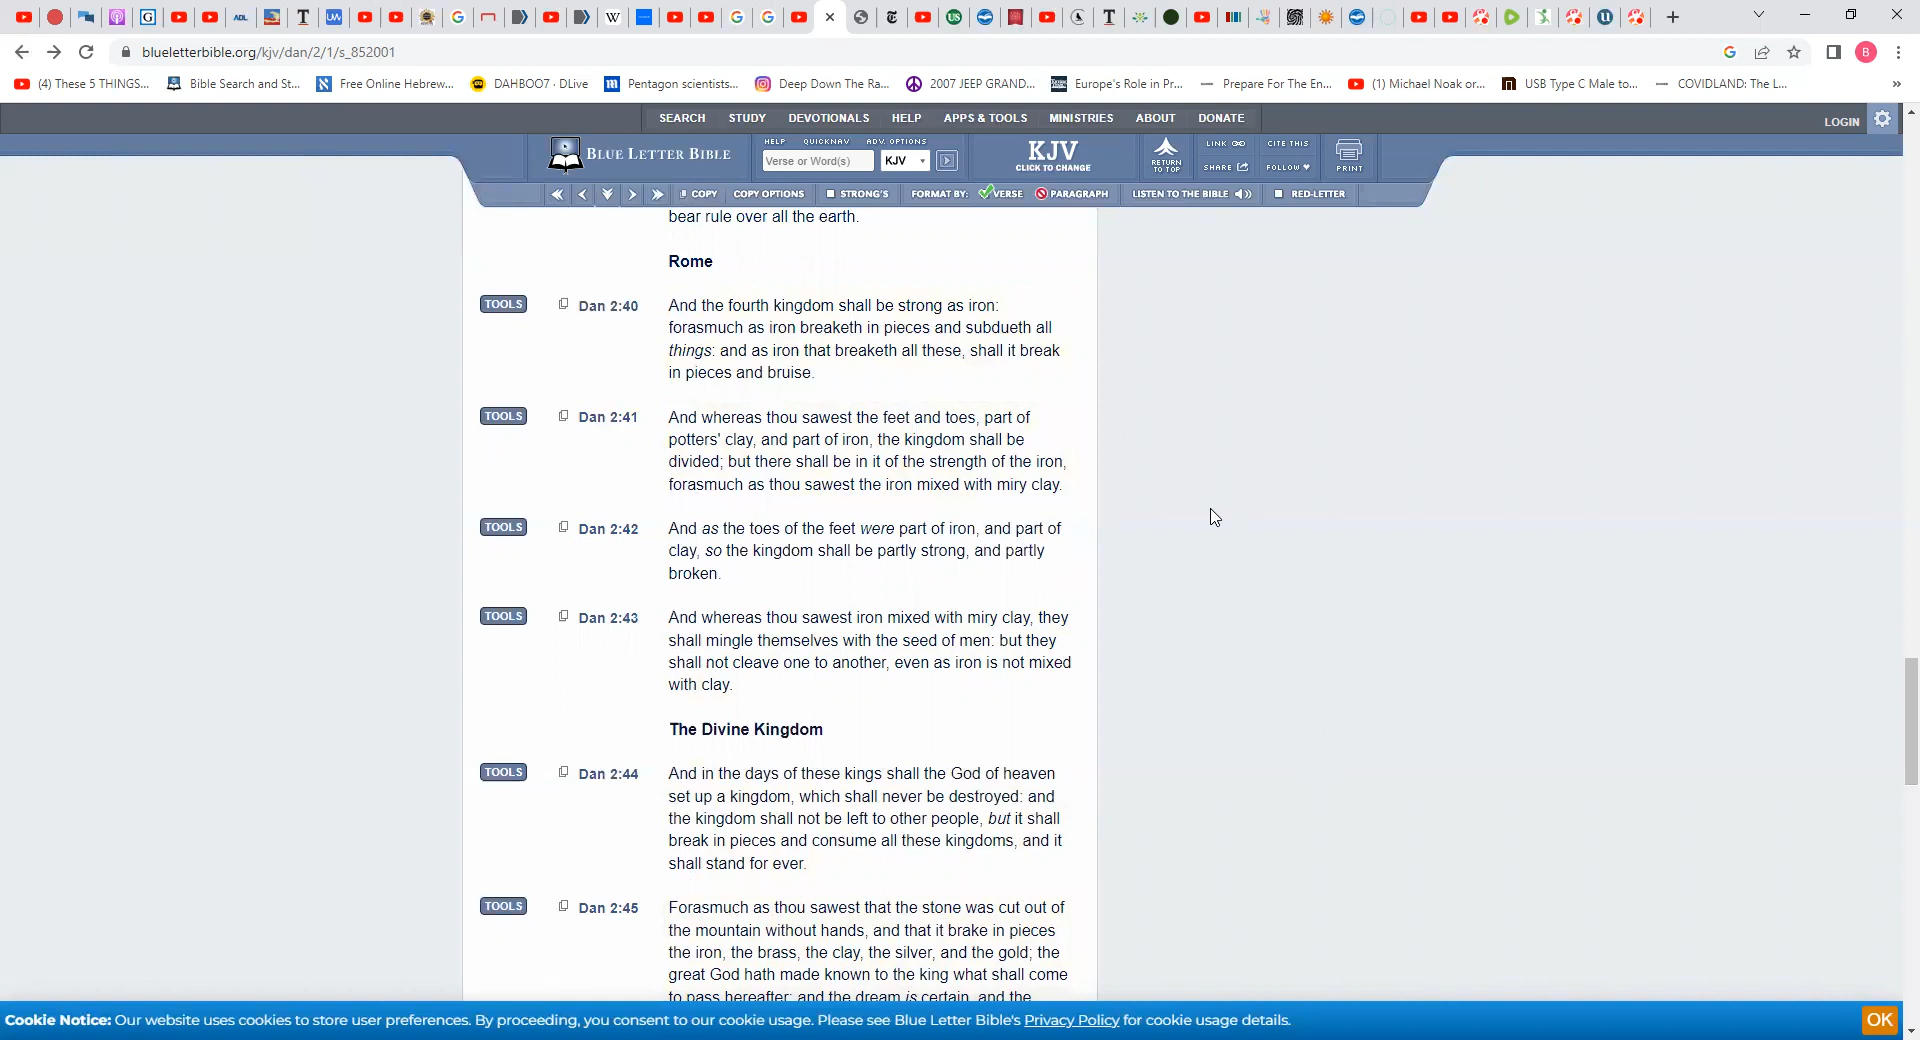 ADL
T
W
US
T
blueletterbible.org/kjv/dan/2/1/s_852001
B
(4) These 5 THINGS...
Bible Search and St...
Free Online Hebrew...
DAHBOO7 · DLive
Pentagon scientists...
Deep Down The Ra...
2007 JEEP GRAND...
Europe's Role in Pr...
Prepare For The En...
(1) Michael Noak or...
USB Type C Male to...
COVIDLAND: The L...
»
SEARCH STUDY DEVOTIONALS HELP APPS & TOOLS MINISTRIES ABOUT DONATE
LOGIN
BLUE LETTER BIBLE
HELP QUICKNAV ADV. OPTIONS
Verse or Word(s)
KJV
KJV
CLICK TO CHANGE
RETURN
TO TOP
LINK
CITE THIS
SHARE
FOLLOW
PRINT
COPY COPY OPTIONS STRONG'S FORMAT BY: VERSE PARAGRAPH LISTEN TO THE BIBLE RED-LETTER
bear rule over all the earth.
Rome
TOOLS Dan 2:40 And the fourth kingdom shall be strong as iron:
forasmuch as iron breaketh in pieces and subdueth all
things: and as iron that breaketh all these, shall it break
in pieces and bruise.
TOOLS Dan 2:41 And whereas thou sawest the feet and toes, part of
potters' clay, and part of iron, the kingdom shall be
divided; but there shall be in it of the strength of the iron,
forasmuch as thou sawest the iron mixed with miry clay.
TOOLS Dan 2:42 And as the toes of the feet were part of iron, and part of
clay, so the kingdom shall be partly strong, and partly
broken.
TOOLS Dan 2:43 And whereas thou sawest iron mixed with miry clay, they
shall mingle themselves with the seed of men: but they
shall not cleave one to another, even as iron is not mixed
with clay.
The Divine Kingdom
TOOLS Dan 2:44 And in the days of these kings shall the God of heaven
set up a kingdom, which shall never be destroyed: and
the kingdom shall not be left to other people, but it shall
break in pieces and consume all these kingdoms, and it
shall stand for ever.
TOOLS Dan 2:45 Forasmuch as thou sawest that the stone was cut out of
the mountain without hands, and that it brake in pieces
the iron, the brass, the clay, the silver, and the gold; the
great God hath made known to the king what shall come
to pass hereafter: and the dream is certain, and the
Cookie Notice: Our website uses cookies to store user preferences. By proceeding, you consent to our cookie usage. Please see Blue Letter Bible's Privacy Policy for cookie usage details.
OK